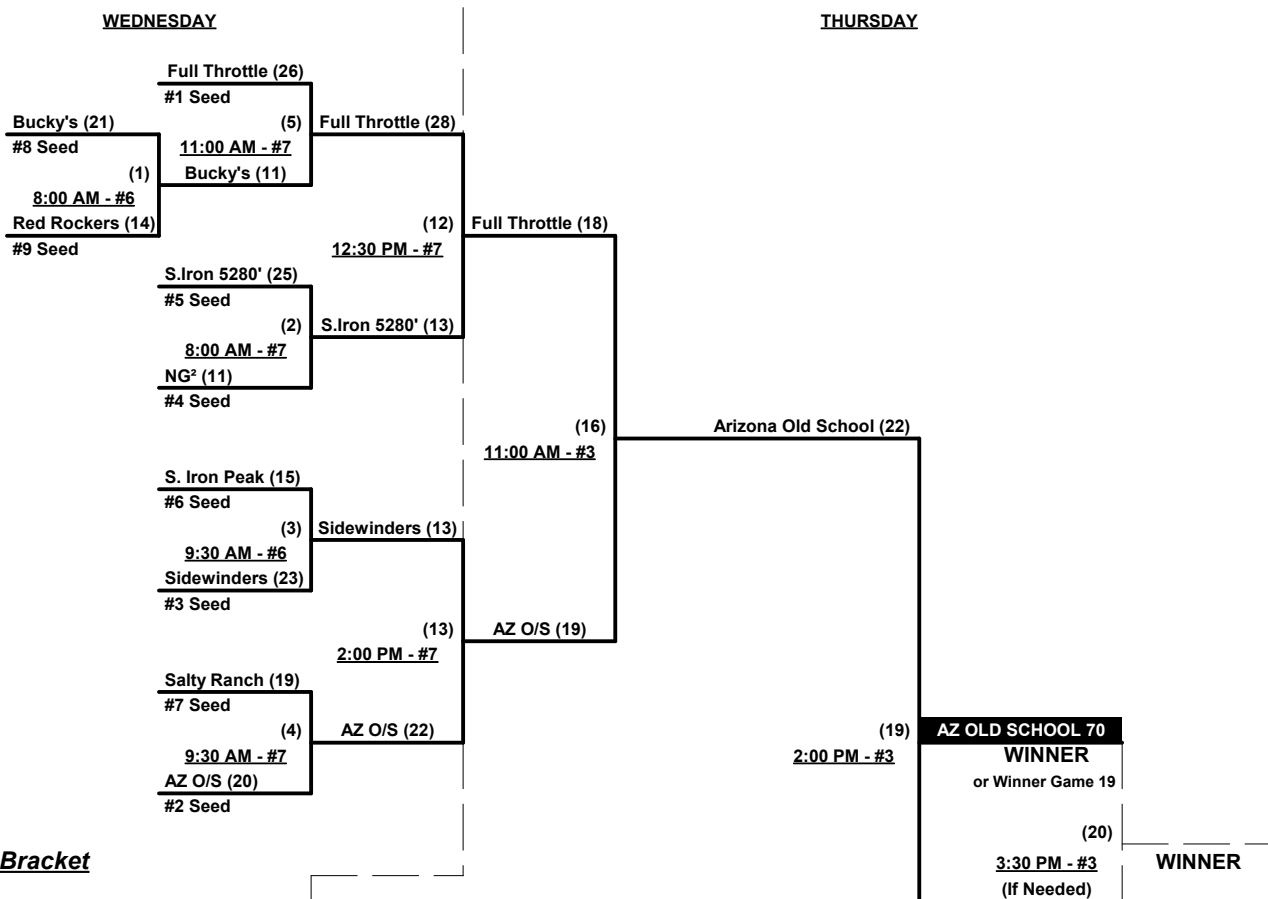 WEDNESDAY
THURSDAY
Full Throttle (26)
#1 Seed
Bucky's (21)
(5)
Full Throttle (28)
#8 Seed
11:00 AM - #7
(1)
Bucky's (11)
8:00 AM - #6
Red Rockers (14)
(12)
Full Throttle (18)
#9 Seed
12:30 PM - #7
S.Iron 5280' (25)
#5 Seed
(2)
S.Iron 5280' (13)
8:00 AM - #7
NG² (11)
#4 Seed
(16)
Arizona Old School (22)
11:00 AM - #3
S. Iron Peak (15)
#6 Seed
(3)
Sidewinders (13)
9:30 AM - #6
Sidewinders (23)
#3 Seed
(13)
AZ O/S (19)
2:00 PM - #7
Salty Ranch (19)
#7 Seed
(4)
AZ O/S (22)
(19)
AZ OLD SCHOOL 70
9:30 AM - #7
2:00 PM - #3
WINNER
AZ O/S (20)
or Winner Game 19
#2 Seed
(20)
Bracket
3:30 PM - #3
WINNER
(If Needed)